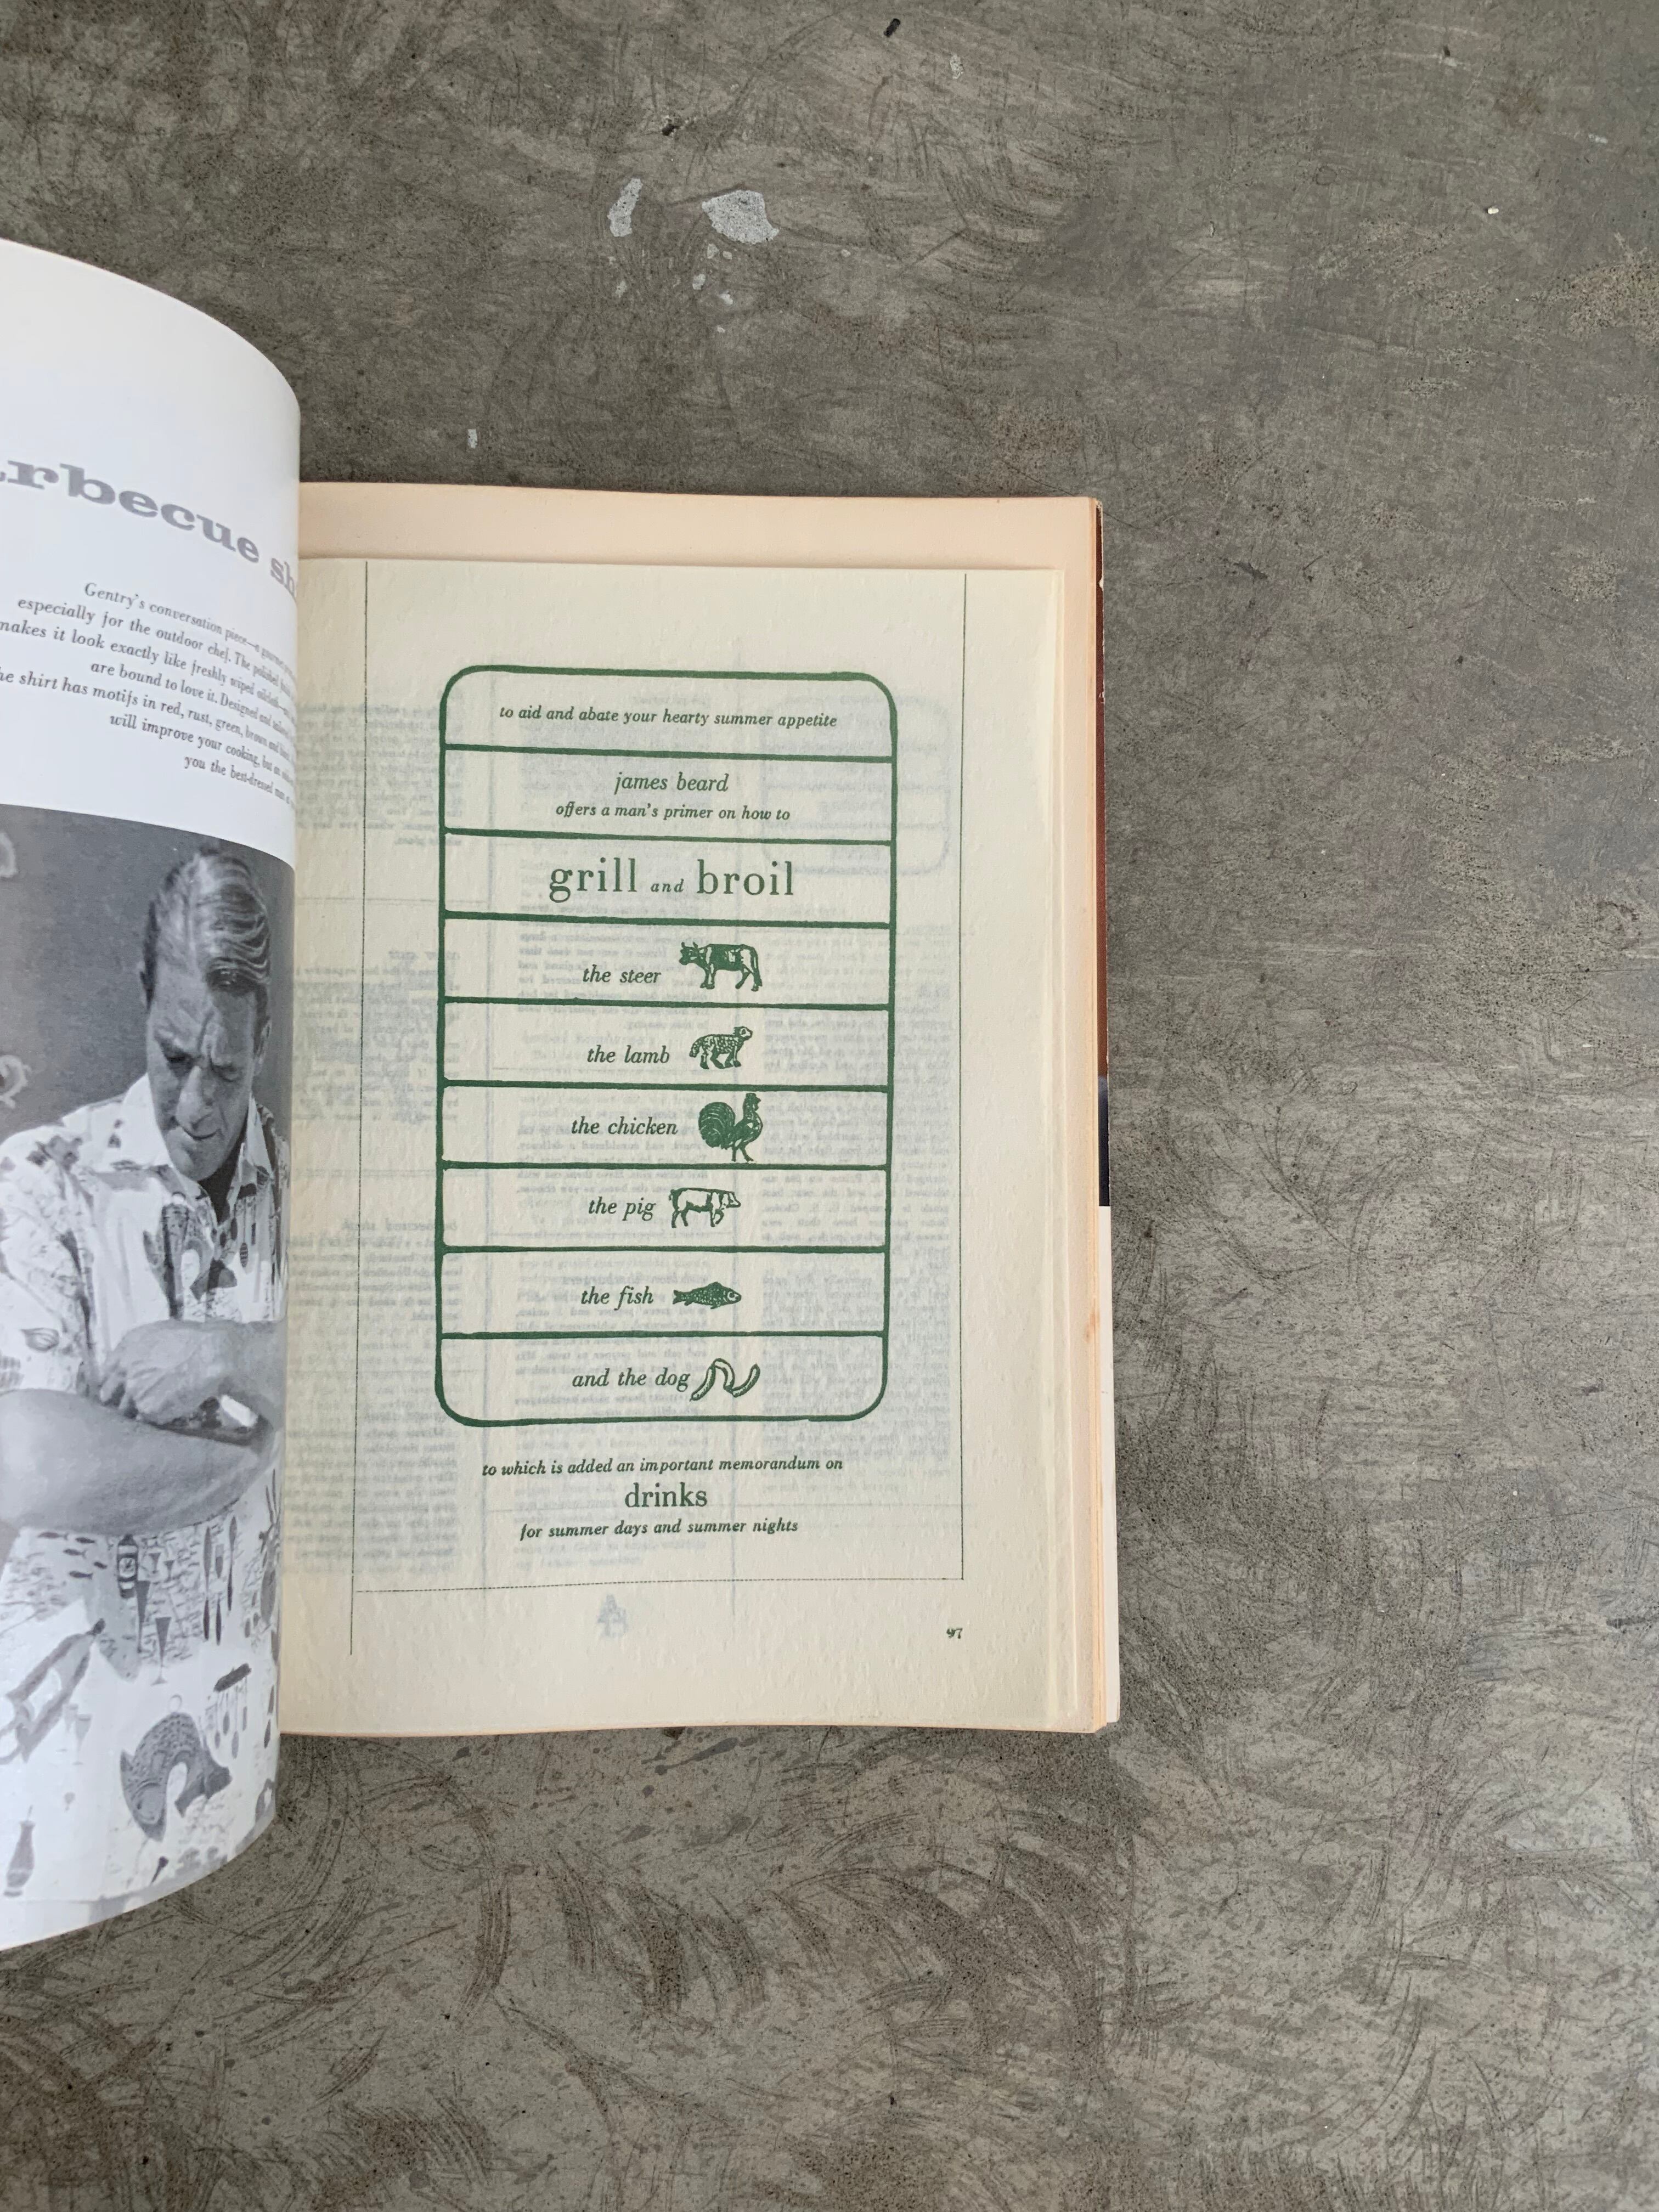 rbecue sh
Gentry's conversation piece—a
especially for the outdoor chef. The polished
makes it look exactly like freshly wiped oilcloth—
are bound to love it. Designed and tailored
he shirt has motifs in red, rust, green, brown and
will improve your cooking, but
you the best-dressed man
to aid and abate your hearty summer appetite
james beard
offers a man's primer on how to
grill and broil
the steer
the lamb
the chicken
the pig
the fish
and the dog
to which is added an important memorandum on
drinks
for summer days and summer nights
97